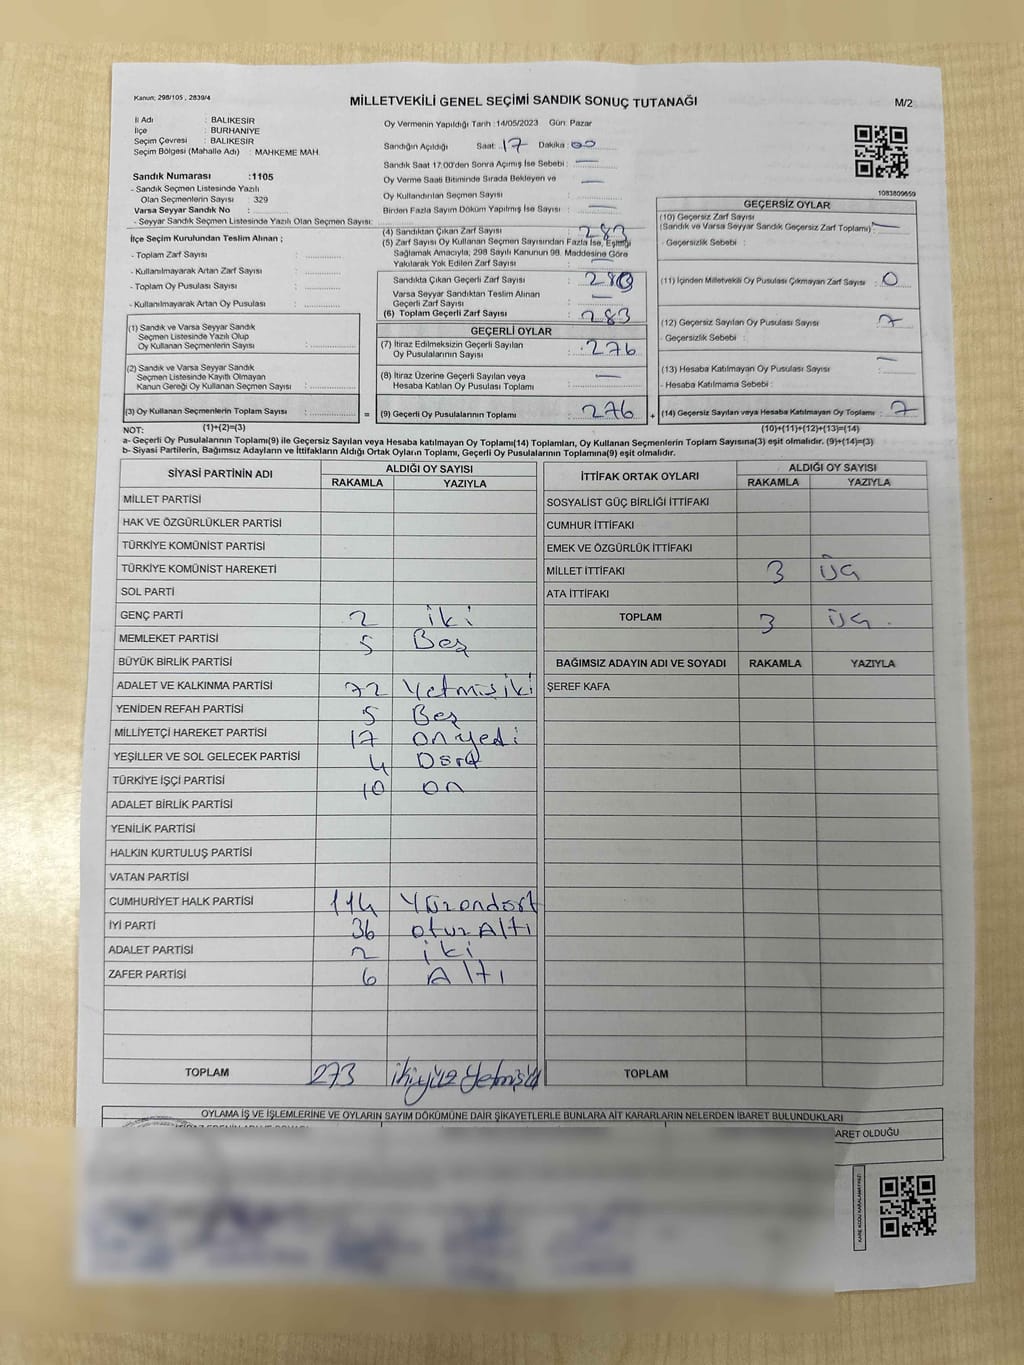 Kanun; 298/105 , 2839/4
MİLLETVEKİLİ GENEL SEÇİMİ SANDIK SONUÇ TUTANAĞI
M/2
İl Adı : BALIKESİR
İlçe : BURHANİYE
Seçim Çevresi : BALIKESİR
Seçim Bölgesi (Mahalle Adı) : MAHKEME MAH.
Sandık Numarası :1105
- Sandık Seçmen Listesinde Yazılı
Olan Seçmenlerin Sayısı : 329
Varsa Seyyar Sandık No :
- Seyyar Sandık Seçmen Listesinde Yazılı Olan Seçmen Sayısı:
Oy Vermenin Yapıldığı Tarih :14/05/2023 Gün: Pazar
Sandığın Açıldığı Saat: 17 Dakika: 00
Sandık Saat 17:00'den Sonra Açımış İse Sebebi : —
Oy Verme Saati Bitiminde Sırada Bekleyen ve
Oy Kullandırılan Seçmen Sayısı : —
Birden Fazla Sayım Döküm Yapılmış İse Sayısı : —
1083809659
İlçe Seçim Kurulundan Teslim Alınan ;
- Toplam Zarf Sayısı :
- Kullanılmayarak Artan Zarf Sayısı :
- Toplam Oy Pusulası Sayısı :
- Kullanılmayarak Artan Oy Pusulası :
(1) Sandık ve Varsa Seyyar Sandık
Seçmen Listesinde Yazılı Olup
Oy Kullanan Seçmenlerin Sayısı :
(2) Sandık ve Varsa Seyyar Sandık
Seçmen Listesinde Kayıtlı Olmayan
Kanun Gereği Oy Kullanan Seçmen Sayısı :
(3) Oy Kullanan Seçmenlerin Toplam Sayısı :
(4) Sandıktan Çıkan Zarf Sayısı : 283
(5) Zarf Sayısı Oy Kullanan Seçmen Sayısından Fazla İse, Eşitliği
Sağlamak Amacıyla, 298 Sayılı Kanunun 98. Maddesine Göre
Yakılarak Yok Edilen Zarf Sayısı : —
Sandıkta Çıkan Geçerli Zarf Sayısı : 283
Varsa Seyyar Sandıktan Teslim Alınan
Geçerli Zarf Sayısı : —
(6) Toplam Geçerli Zarf Sayısı : 283
GEÇERLİ OYLAR
(7) İtiraz Edilmeksizin Geçerli Sayılan
Oy Pusulalarının Sayısı : 276
(8) İtiraz Üzerine Geçerli Sayılan veya
Hesaba Katılan Oy Pusulası Toplamı : —
= (9) Geçerli Oy Pusulalarının Toplamı : 276 +
GEÇERSİZ OYLAR
(10) Geçersiz Zarf Sayısı
(Sandık ve Varsa Seyyar Sandık Geçersiz Zarf Toplamı): —
- Geçersizlik Sebebi :
(11) İçinden Milletvekili Oy Pusulası Çıkmayan Zarf Sayısı : 0
(12) Geçersiz Sayılan Oy Pusulası Sayısı : 7
- Geçersizlik Sebebi :
(13) Hesaba Katılmayan Oy Pusulası Sayısı : —
- Hesaba Katılmama Sebebi :
(14) Geçersiz Sayılan veya Hesaba Katılmayan Oy Toplamı : 7
NOT: (1)+(2)=(3) (10)+(11)+(12)+(13)=(14)
a- Geçerli Oy Pusulalarının Toplamı(9) ile Geçersiz Sayılan veya Hesaba katılmayan Oy Toplamı(14) Toplamları, Oy Kullanan Seçmenlerin Toplam Sayısına(3) eşit olmalıdır. (9)+(14)=(3)
b- Siyasi Partilerin, Bağımsız Adayların ve İttifakların Aldığı Ortak Oyların Toplamı, Geçerli Oy Pusulalarının Toplamına(9) eşit olmalıdır.
SİYASİ PARTİNİN ADI ALDIĞI OY SAYISI
RAKAMLA YAZIYLA
MİLLET PARTİSİ
HAK VE ÖZGÜRLÜKLER PARTİSİ
TÜRKİYE KOMÜNİST PARTİSİ
TÜRKİYE KOMÜNİST HAREKETİ
SOL PARTİ
GENÇ PARTİ 2 iki
MEMLEKET PARTİSİ 5 Beş
BÜYÜK BİRLİK PARTİSİ
ADALET VE KALKINMA PARTİSİ 72 Yetmişiki
YENİDEN REFAH PARTİSİ 5 Beş
MİLLİYETÇİ HAREKET PARTİSİ 17 onyedi
YEŞİLLER VE SOL GELECEK PARTİSİ 4 Dört
TÜRKİYE İŞÇİ PARTİSİ 10 on
ADALET BİRLİK PARTİSİ
YENİLİK PARTİSİ
HALKIN KURTULUŞ PARTİSİ
VATAN PARTİSİ
CUMHURİYET HALK PARTİSİ 114 Yüzondört
İYİ PARTİ 36 otuzAltı
ADALET PARTİSİ 2 iki
ZAFER PARTİSİ 6 Altı
TOPLAM 273 ikiyüz
İTTİFAK ORTAK OYLARI ALDIĞI OY SAYISI
RAKAMLA YAZIYLA
SOSYALİST GÜÇ BİRLİĞİ İTTİFAKI
CUMHUR İTTİFAKI
EMEK VE ÖZGÜRLÜK İTTİFAKI
MİLLET İTTİFAKI 3 üç
ATA İTTİFAKI
TOPLAM 3 üç.
BAĞIMSIZ ADAYIN ADI VE SOYADI RAKAMLA YAZIYLA
ŞEREF KAFA
TOPLAM
OYLAMA İŞ VE İŞLEMLERİNE VE OYLARIN SAYIM DÖKÜMÜNE DAİR ŞİKAYETLERLE BUNLARA AİT KARARLARIN NELERDEN İBARET BULUNDUKLARI
OLDUĞU
KARE KODU KARALAMAYINIZ!